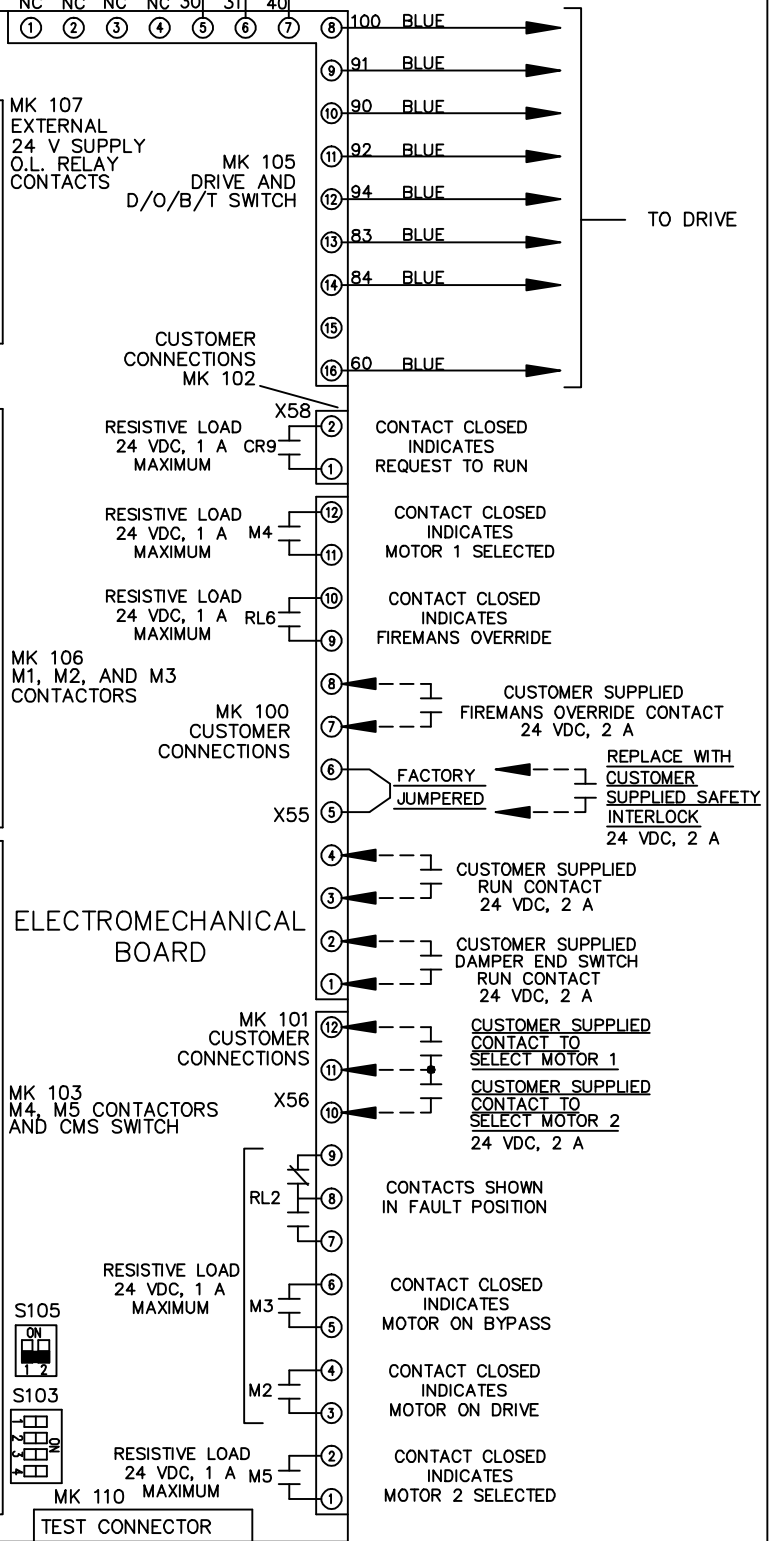 NC NC NC NC 30 31 40
1 2 3 4 5 6 7 8 100 BLUE
9 91 BLUE
10 90 BLUE
11 92 BLUE
12 94 BLUE
13 83 BLUE
14 84 BLUE
15
16 60 BLUE
TO DRIVE
MK 107
EXTERNAL
24 V SUPPLY
O.L. RELAY
CONTACTS
MK 105
DRIVE AND
D/O/B/T SWITCH
CUSTOMER
CONNECTIONS
MK 102
X58
RESISTIVE LOAD
24 VDC, 1 A
MAXIMUM
CR9
2
1
CONTACT CLOSED
INDICATES
REQUEST TO RUN
RESISTIVE LOAD
24 VDC, 1 A
MAXIMUM
M4
12
11
CONTACT CLOSED
INDICATES
MOTOR 1 SELECTED
RESISTIVE LOAD
24 VDC, 1 A
MAXIMUM
RL6
10
9
CONTACT CLOSED
INDICATES
FIREMANS OVERRIDE
MK 106
M1, M2, AND M3
CONTACTORS
MK 100
CUSTOMER
CONNECTIONS
8
7
CUSTOMER SUPPLIED
FIREMANS OVERRIDE CONTACT
24 VDC, 2 A
X55
6
5
FACTORY
JUMPERED
REPLACE WITH
CUSTOMER
SUPPLIED SAFETY
INTERLOCK
24 VDC, 2 A
4
3
CUSTOMER SUPPLIED
RUN CONTACT
24 VDC, 2 A
ELECTROMECHANICAL
BOARD
2
1
CUSTOMER SUPPLIED
DAMPER END SWITCH
RUN CONTACT
24 VDC, 2 A
MK 101
CUSTOMER
CONNECTIONS
X56
12
11
10
CUSTOMER SUPPLIED
CONTACT TO
SELECT MOTOR 1
CUSTOMER SUPPLIED
CONTACT TO
SELECT MOTOR 2
24 VDC, 2 A
MK 103
M4, M5 CONTACTORS
AND CMS SWITCH
RL2
9
8
7
CONTACTS SHOWN
IN FAULT POSITION
RESISTIVE LOAD
24 VDC, 1 A
MAXIMUM
M3
6
5
CONTACT CLOSED
INDICATES
MOTOR ON BYPASS
M2
4
3
CONTACT CLOSED
INDICATES
MOTOR ON DRIVE
S105
ON
1 2
S103
1
2
3
4
ON
RESISTIVE LOAD
24 VDC, 1 A
MAXIMUM
M5
2
1
CONTACT CLOSED
INDICATES
MOTOR 2 SELECTED
MK 110
TEST CONNECTOR